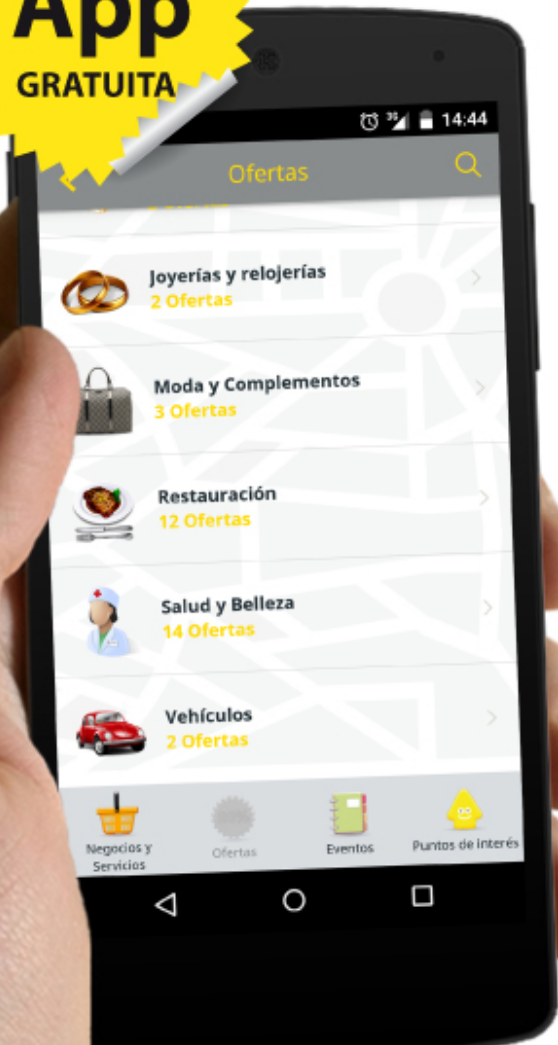 App
GRATUITA
3G
14:44
Ofertas
Joyerías y relojerías
2 Ofertas
Moda y Complementos
3 Ofertas
Restauración
12 Ofertas
Salud y Belleza
14 Ofertas
Vehículos
2 Ofertas
Negocios y
Servicios
Ofertas
Eventos
Puntos de interés